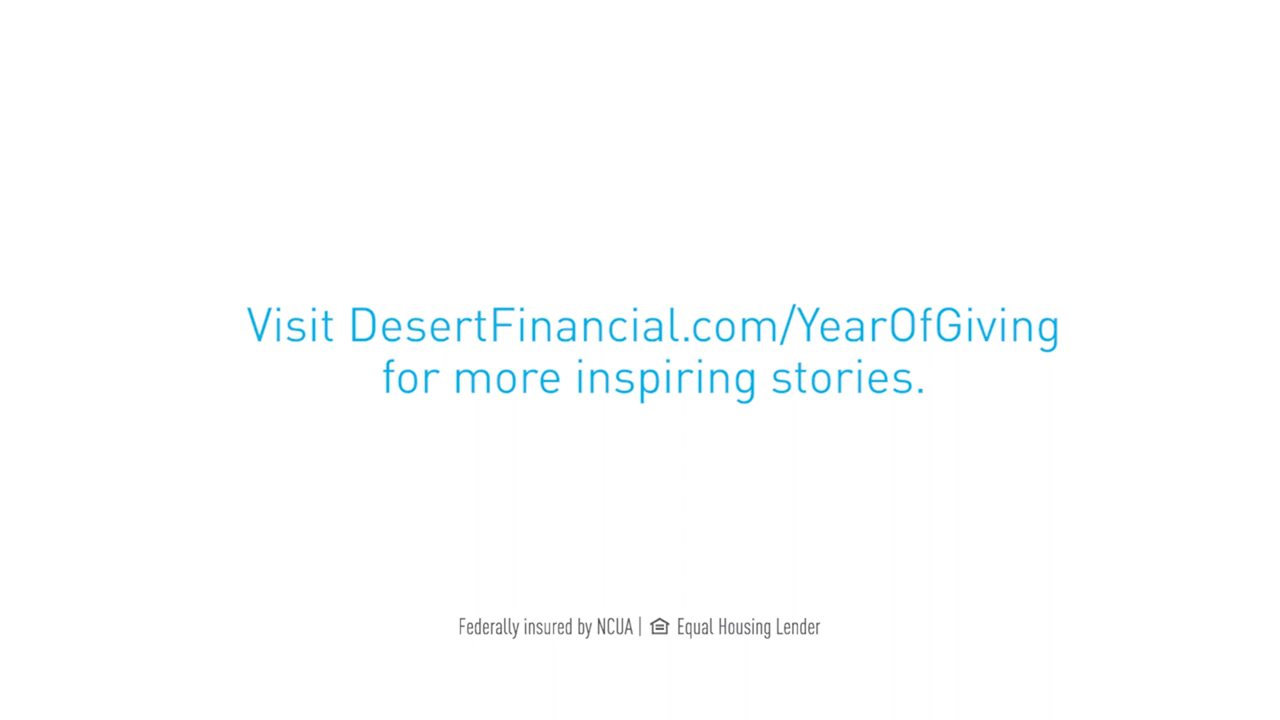 Visit DesertFinancial.com/YearOfGiving
for more inspiring stories.
Federally insured by NCUA | Equal Housing Lender